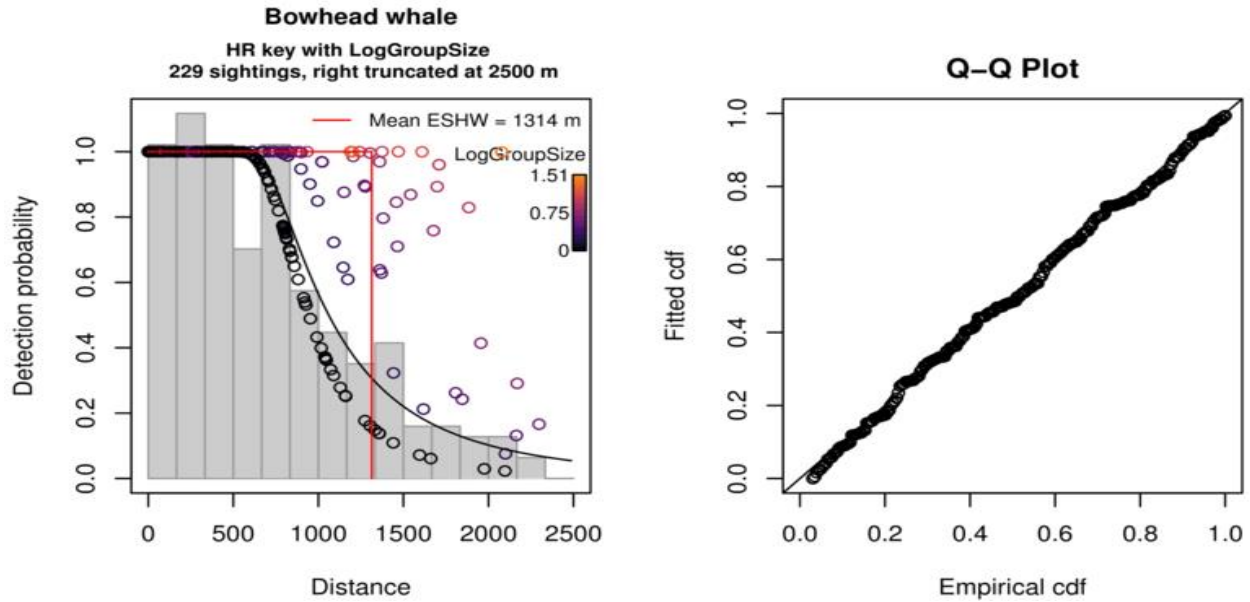 Bowhead whale
HR key with LogGroupSize
229 sightings, right truncated at 2500 m
Mean ESHW = 1314 m
LogGroupSize
1.51
0.75
0
Detection probability
0.0
0.2
0.4
0.6
0.8
1.0
0 500 1000 1500 2000 2500
Distance
Q−Q Plot
Fitted cdf
0.0
0.2
0.4
0.6
0.8
1.0
0.0 0.2 0.4 0.6 0.8 1.0
Empirical cdf